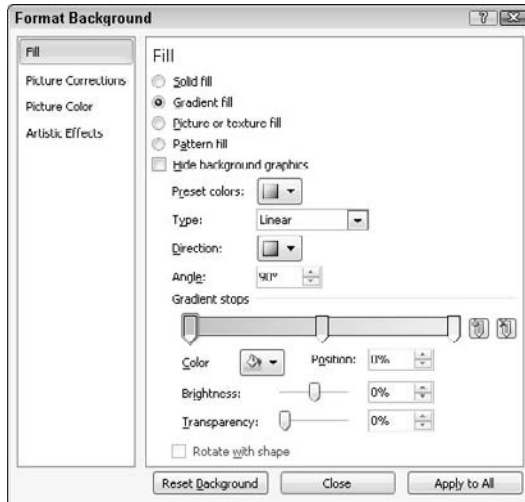 Format Background
Fill
Picture Corrections
Picture Color
Artistic Effects
Fill
Solid fill
Gradient fill
Picture or texture fill
Pattern fill
Hide background graphics
Preset colors:
Type: Linear
Direction:
Angle: 90°
Gradient stops
Color Position: 0%
Brightness: 0%
Transparency: 0%
Rotate with shape
Reset Background Close Apply to All